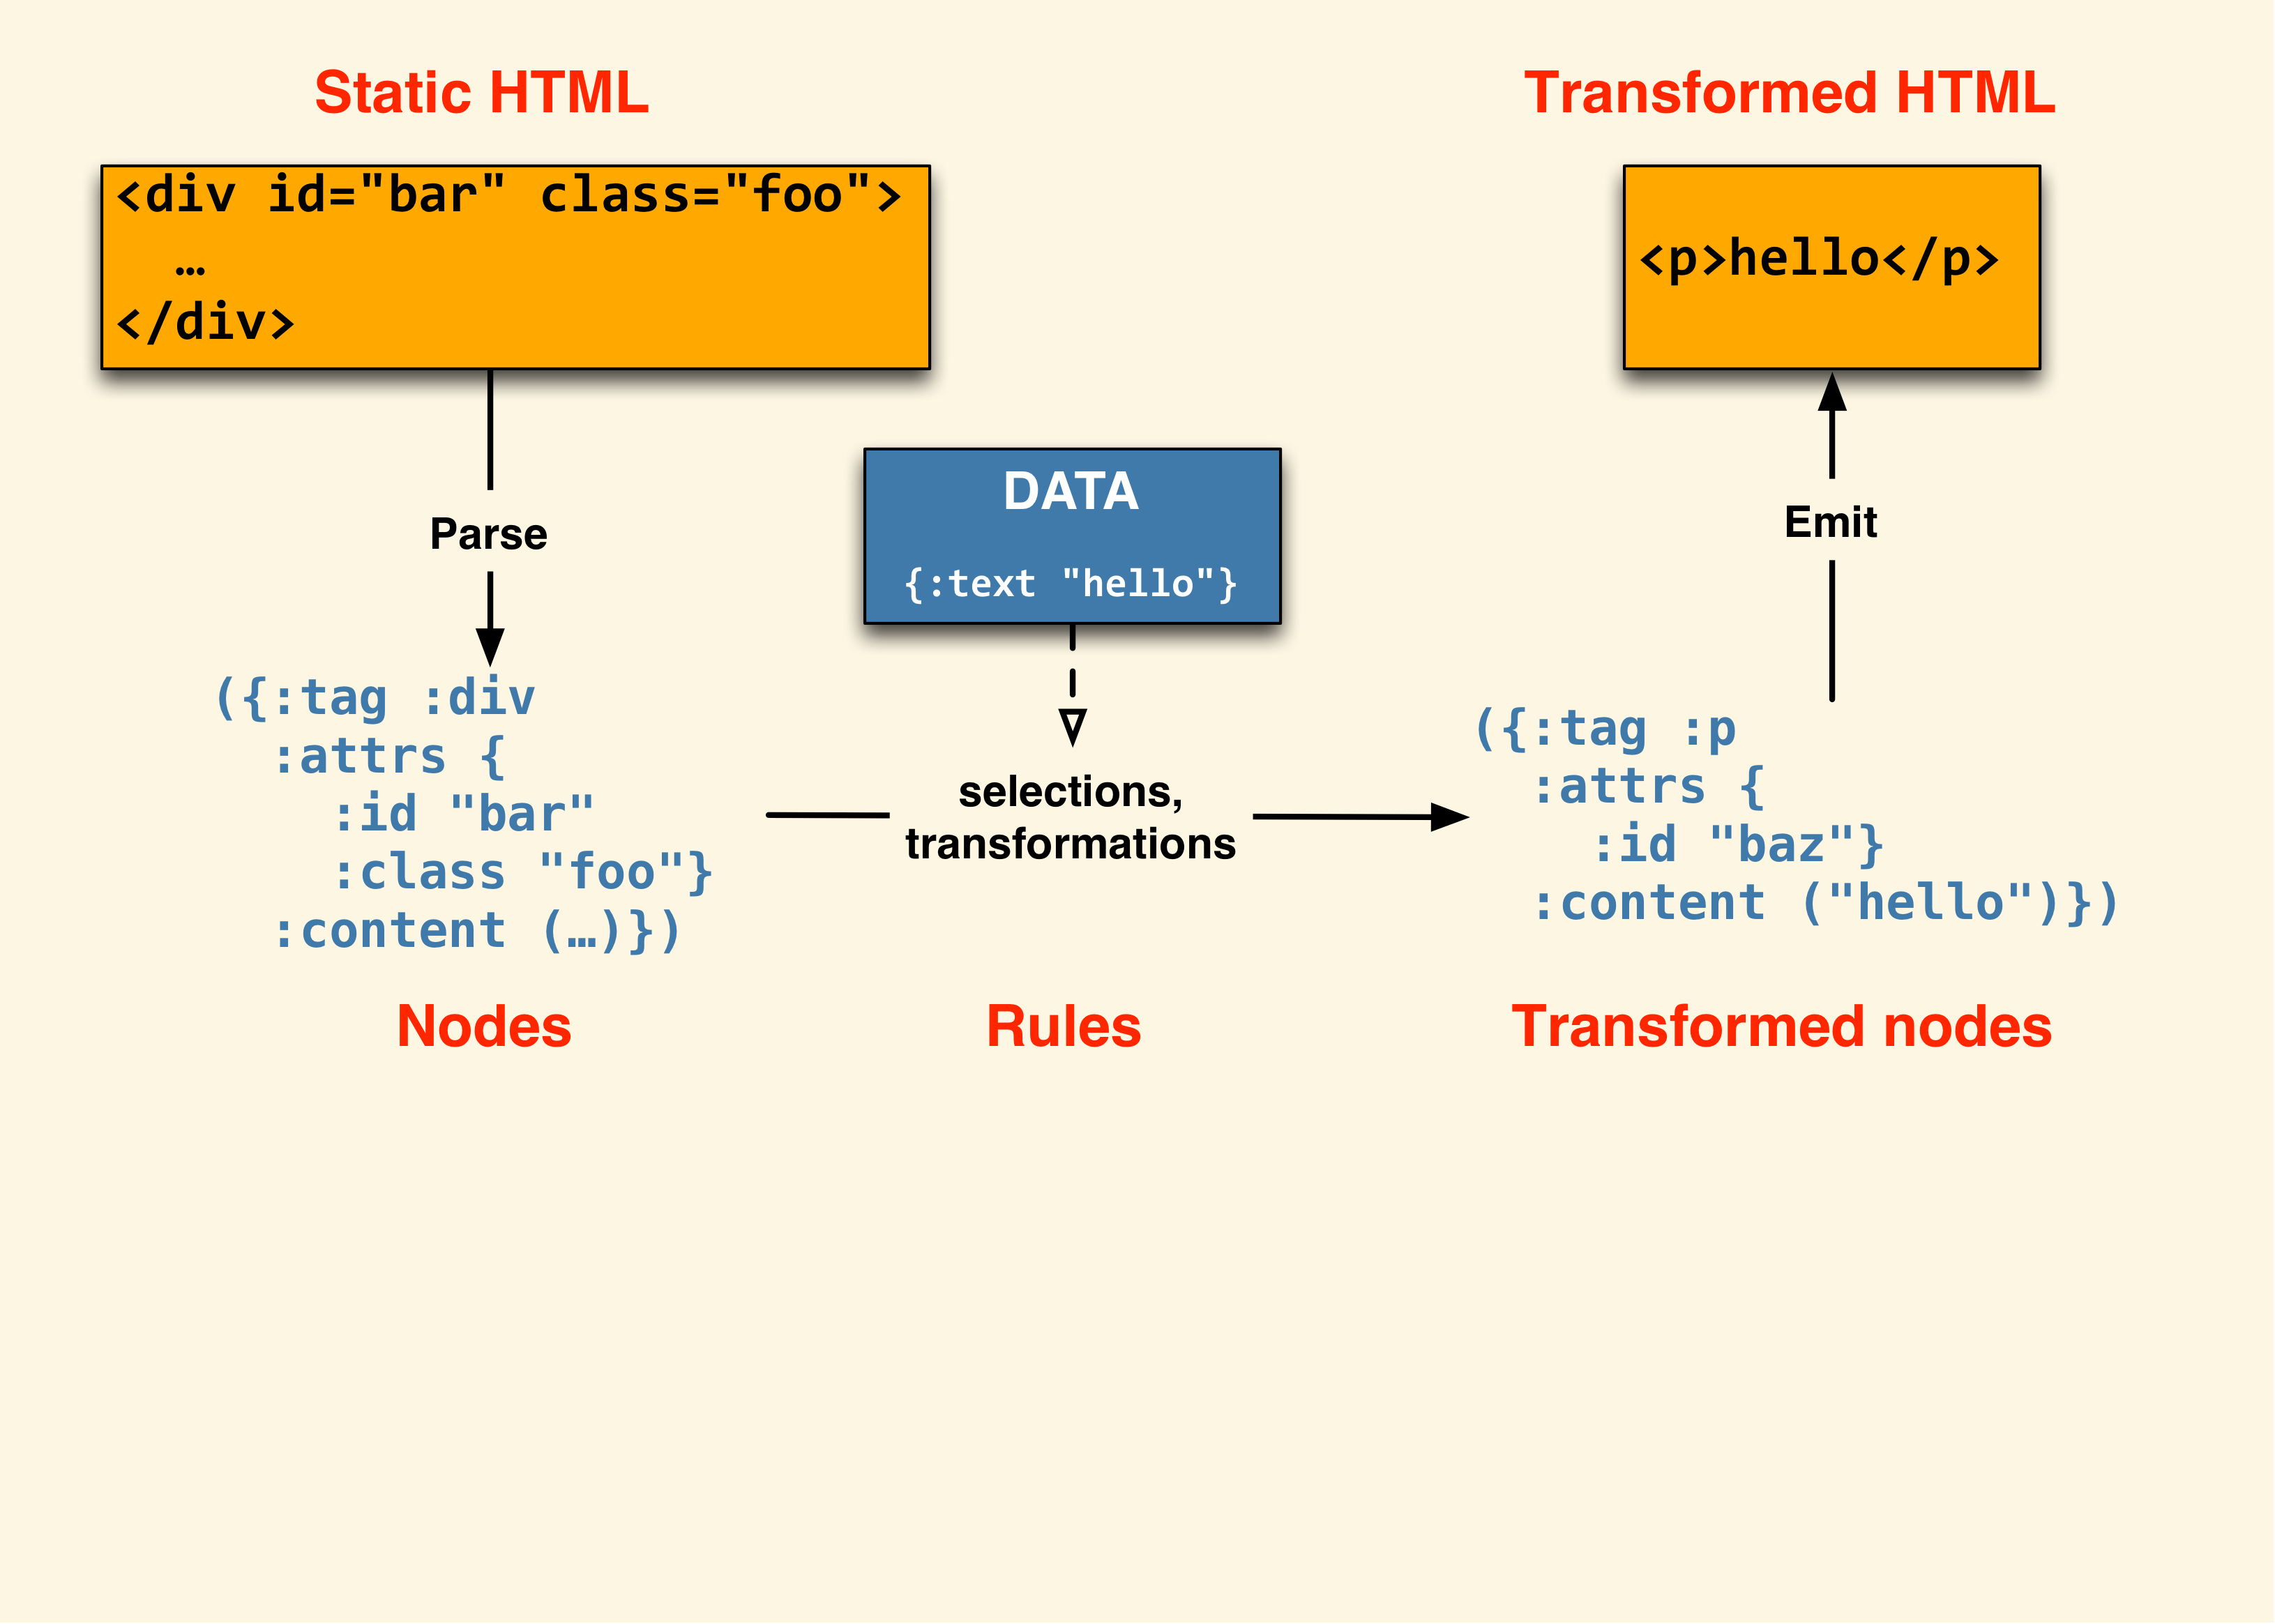 Static HTML
<div id="bar" class="foo">
…
</div>
Parse
({:tag :div
:attrs {
:id "bar"
:class "foo"}
:content (…)})
Nodes
DATA
{:text "hello"}
selections,
transformations
Rules
Transformed HTML
<p>hello</p>
Emit
({:tag :p
:attrs {
:id "baz"}
:content ("hello")})
Transformed nodes